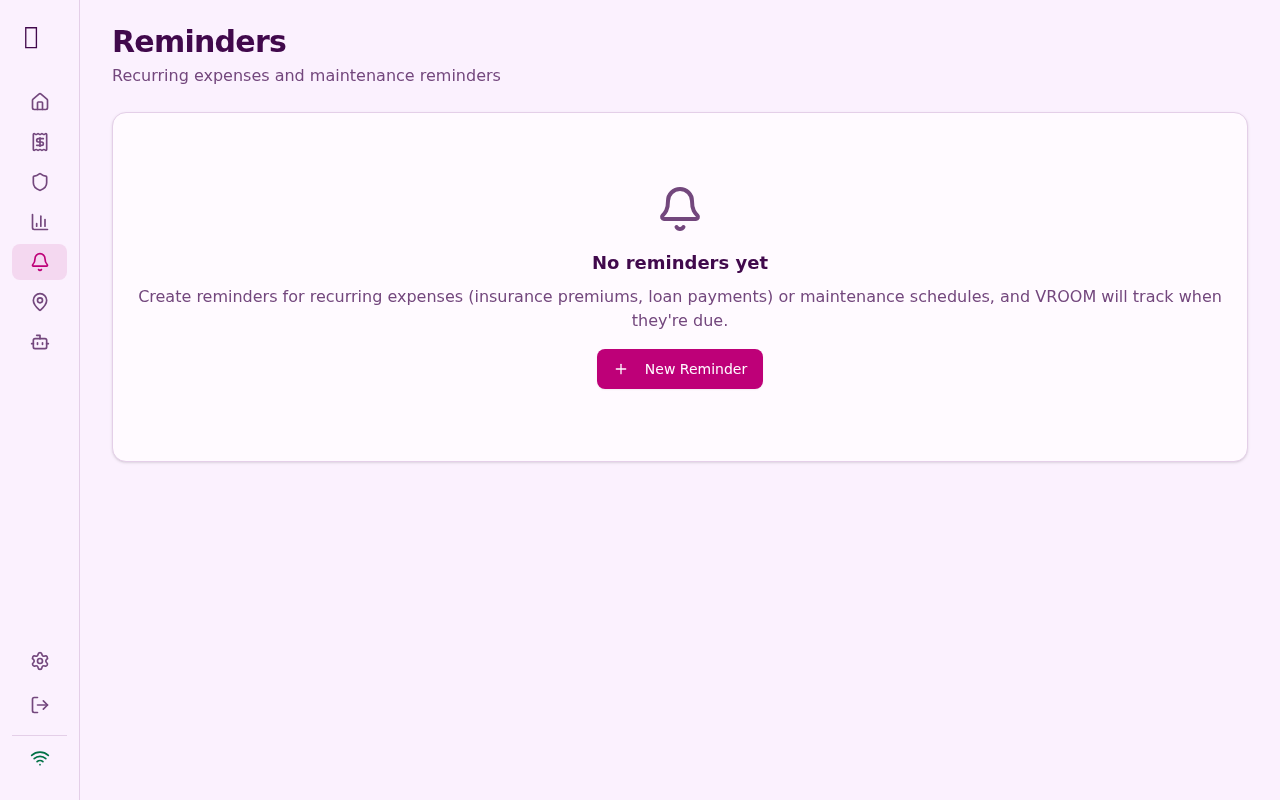 Reminders
Recurring expenses and maintenance reminders
No reminders yet
Create reminders for recurring expenses (insurance premiums, loan payments) or maintenance schedules, and VROOM will track when
they're due.
New Reminder